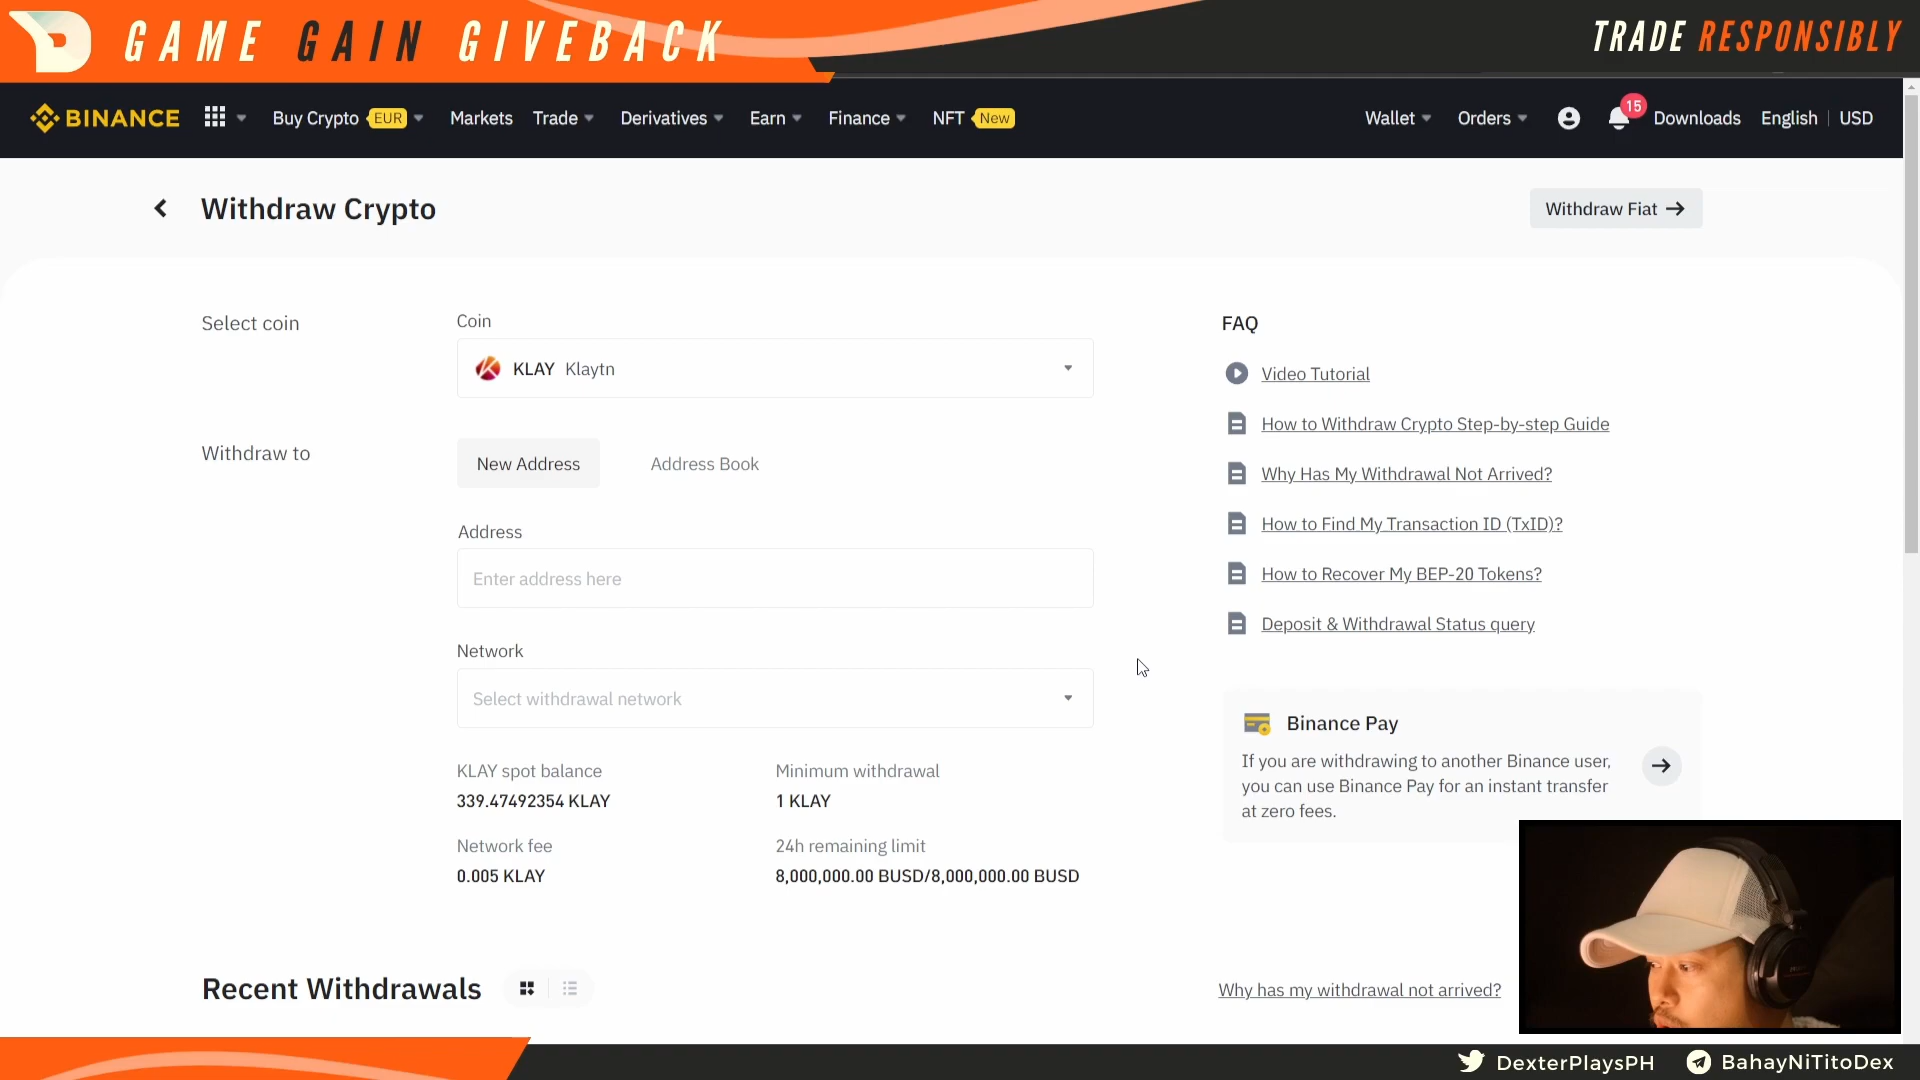 GAME GAIN GIVEBACK
TRADE RESPONSIBLY
BINANCE
Buy Crypto EUR
Markets
Trade
Derivatives
Earn
Finance
NFT New
Wallet
Orders
15
Downloads
English | USD
Withdraw Crypto
Withdraw Fiat →
Select coin
Coin
KLAY Klaytn
Withdraw to
New Address
Address Book
Address
Enter address here
Network
Select withdrawal network
KLAY spot balance
339.47492354 KLAY
Minimum withdrawal
1 KLAY
Network fee
0.005 KLAY
24h remaining limit
8,000,000.00 BUSD/8,000,000.00 BUSD
FAQ
Video Tutorial
How to Withdraw Crypto Step-by-step Guide
Why Has My Withdrawal Not Arrived?
How to Find My Transaction ID (TxID)?
How to Recover My BEP-20 Tokens?
Deposit & Withdrawal Status query
Binance Pay
If you are withdrawing to another Binance user,
you can use Binance Pay for an instant transfer
at zero fees.
Recent Withdrawals
Why has my withdrawal not arrived?
DexterPlaysPH
BahayNiTitoDex